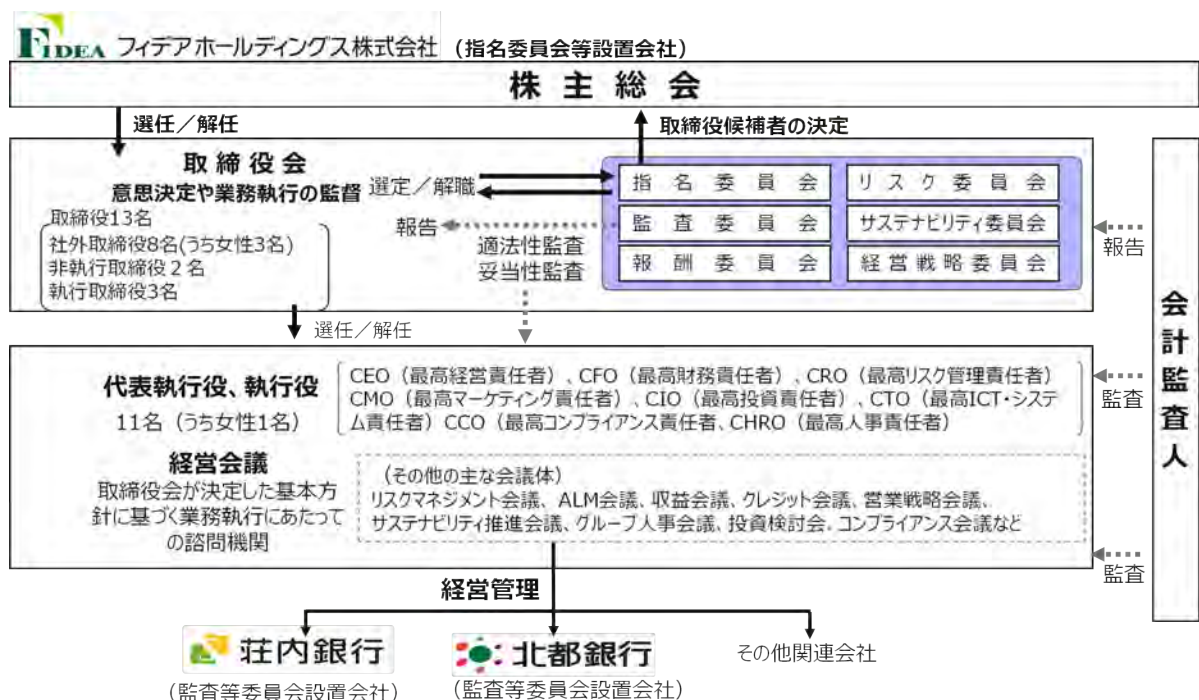 FIDEA フィデアホールディングス株式会社 (指名委員会等設置会社)
株主総会
選任／解任
取締役候補者の決定
取締役会
意思決定や業務執行の監督
取締役13名
社外取締役8名(うち女性3名)
非執行取締役２名
執行取締役3名
選定／解職
報告
適法性監査
妥当性監査
指名委員会
リスク委員会
監査委員会
サステナビリティ委員会
報酬委員会
経営戦略委員会
報告
会計監査人
選任／解任
代表執行役、執行役
11名（うち女性1名）
CEO（最高経営責任者）、CFO（最高財務責任者）、CRO（最高リスク管理責任者）
CMO（最高マーケティング責任者）、CIO（最高投資責任者）、CTO（最高ICT・システ
ム責任者）CCO（最高コンプライアンス責任者、CHRO（最高人事責任者）
監査
経営会議
取締役会が決定した基本方
針に基づく業務執行にあたって
の諮問機関
（その他の主な会議体）
リスクマネジメント会議、ALM会議、収益会議、クレジット会議、営業戦略会議、
サステナビリティ推進会議、グループ人事会議、投資検討会、コンプライアンス会議など
監査
経営管理
荘内銀行
（監査等委員会設置会社）
北都銀行
（監査等委員会設置会社）
その他関連会社